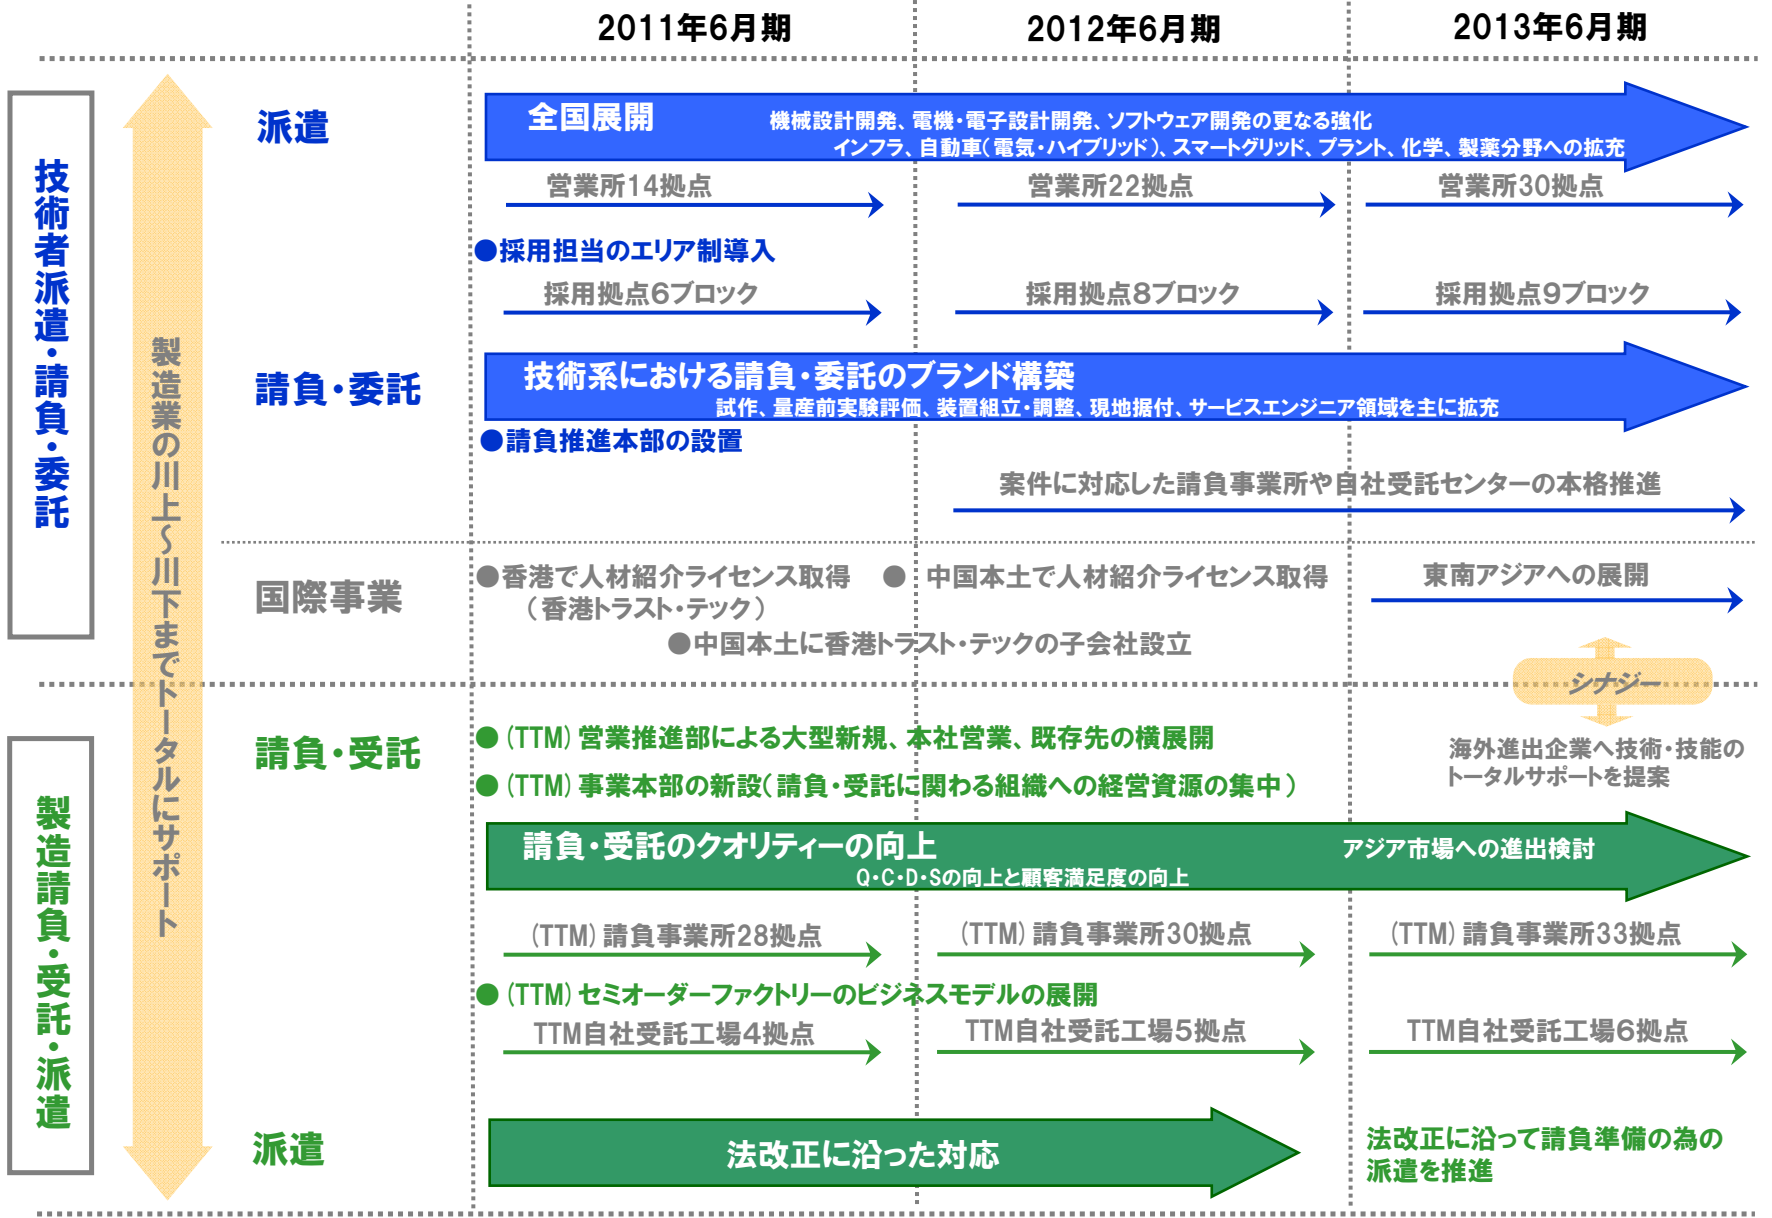 2011年6月期
2012年6月期
2013年6月期
技術者派遣・請負・委託
製造業の川上～川下までトータルにサポート
派遣
全国展開
機械設計開発、電機・電子設計開発、ソフトウェア開発の更なる強化
インフラ、自動車(電気・ハイブリッド)、スマートグリッド、プラント、化学、製薬分野への拡充
営業所14拠点
営業所22拠点
営業所30拠点
●採用担当のエリア制導入
採用拠点6ブロック
採用拠点8ブロック
採用拠点9ブロック
請負・委託
技術系における請負・委託のブランド構築
試作、量産前実験評価、装置組立・調整、現地据付、サービスエンジニア領域を主に拡充
●請負推進本部の設置
案件に対応した請負事業所や自社受託センターの本格推進
国際事業
●香港で人材紹介ライセンス取得
(香港トラスト・テック)
● 中国本土で人材紹介ライセンス取得
●中国本土に香港トラスト・テックの子会社設立
東南アジアへの展開
シナジー
海外進出企業へ技術・技能の
トータルサポートを提案
製造請負・受託・派遣
請負・受託
●(TTM)営業推進部による大型新規、本社営業、既存先の横展開
●(TTM)事業本部の新設(請負・受託に関わる組織への経営資源の集中)
請負・受託のクオリティーの向上
Q・C・D・Sの向上と顧客満足度の向上
アジア市場への進出検討
(TTM)請負事業所28拠点
(TTM)請負事業所30拠点
(TTM)請負事業所33拠点
●(TTM)セミオーダーファクトリーのビジネスモデルの展開
TTM自社受託工場4拠点
TTM自社受託工場5拠点
TTM自社受託工場6拠点
派遣
法改正に沿った対応
法改正に沿って請負準備の為の
派遣を推進